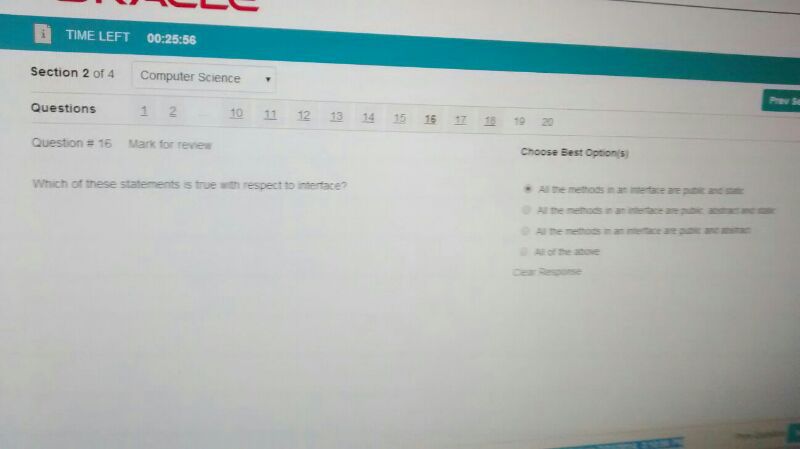 ORACLE
i TIME LEFT 00:25:56
Section 2 of 4 Computer Science
Prev
Questions 1 2 ... 10 11 12 13 14 15 16 17 18 19 20
Question # 16 Mark for review
Choose Best Option(s)
Which of these statements is true with respect to interface?
All the methods in an interface are public and static
All the methods in an interface are public, abstract and static
All the methods in an interface are public and abstract
All of the above
Clear Response
Prev Question